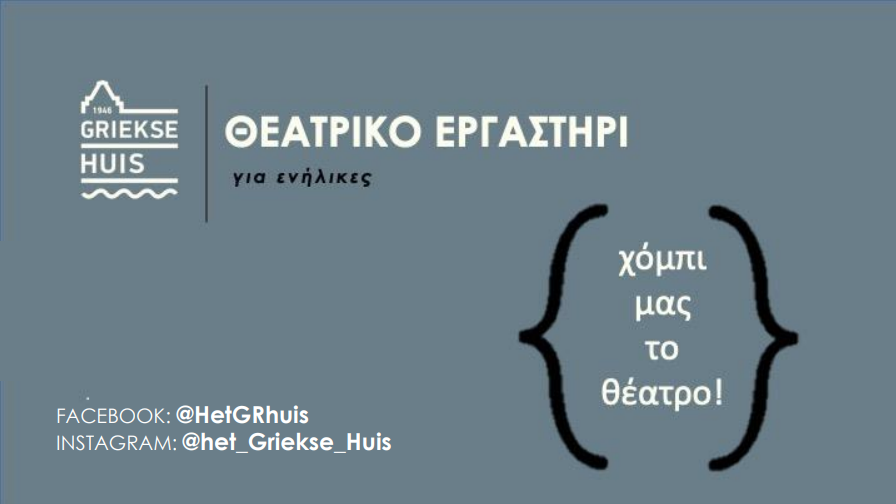 1946
GRIEKSE
HUIS
ΘΕΑΤΡΙΚΟ ΕΡΓΑΣΤΗΡΙ
για ενήλικες
χόμπι
μας
το
θέατρο!
FACEBOOK: @HetGRhuis
INSTAGRAM: @het_Griekse_Huis